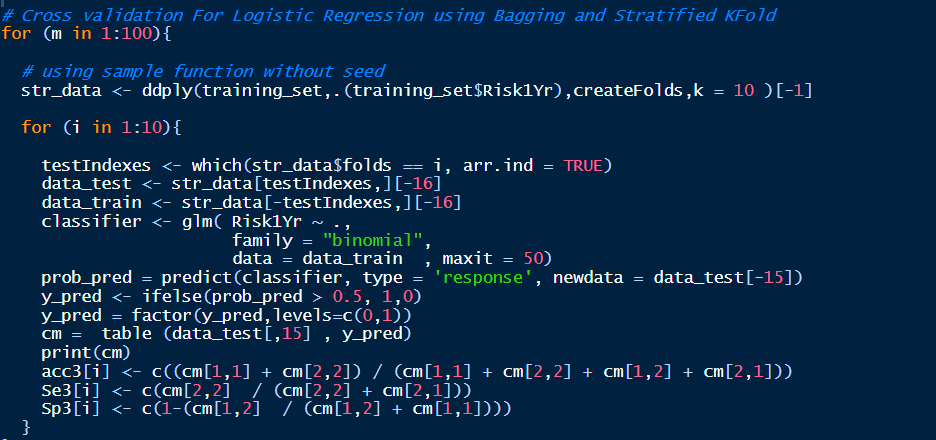 # Cross validation For Logistic Regression using Bagging and Stratified KFold
for (m in 1:100){
# using sample function without seed
str_data <- ddply(training_set,.(training_set$Risk1Yr),createFolds,k = 10 )[-1]
for (i in 1:10){
testIndexes <- which(str_data$folds == i, arr.ind = TRUE)
data_test <- str_data[testIndexes,][-16]
data_train <- str_data[-testIndexes,][-16]
classifier <- glm( Risk1Yr ~ .,
family = "binomial",
data = data_train  , maxit = 50)
prob_pred = predict(classifier, type = 'response', newdata = data_test[-15])
y_pred <- ifelse(prob_pred > 0.5, 1,0)
y_pred = factor(y_pred,levels=c(0,1))
cm =  table (data_test[,15] , y_pred)
print(cm)
acc3[i] <- c((cm[1,1] + cm[2,2]) / (cm[1,1] + cm[2,2] + cm[1,2] + cm[2,1]))
Se3[i] <- c(cm[2,2]  / (cm[2,2] + cm[2,1]))
Sp3[i] <- c(1-(cm[1,2]  / (cm[1,2] + cm[1,1])))
}